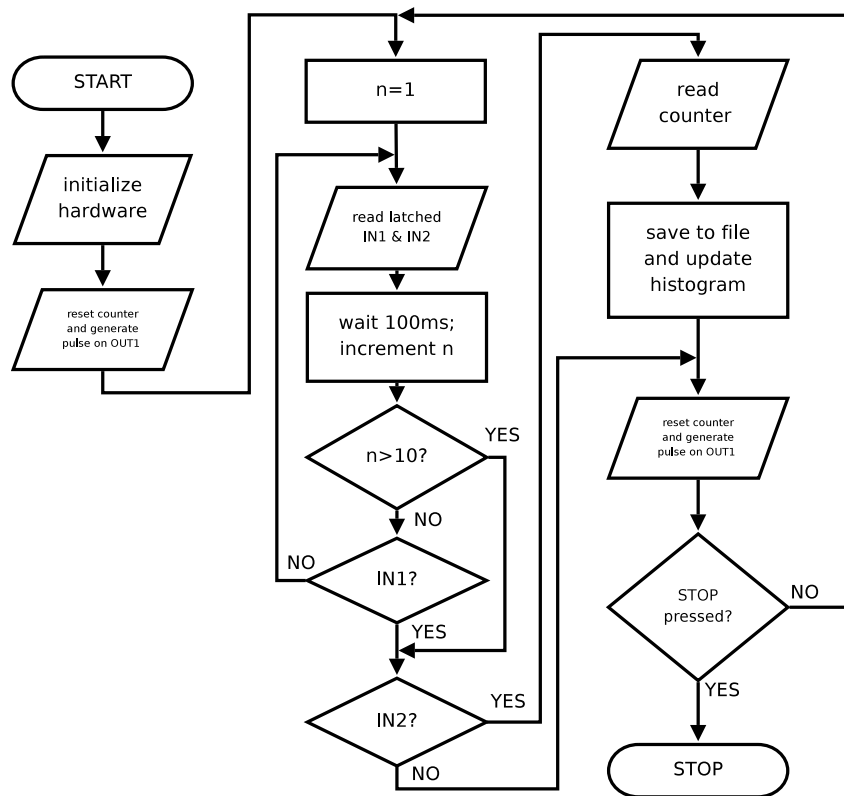 START
initialize
hardware
reset counter
and generate
pulse on OUT1
n=1
read latched
IN1 & IN2
wait 100ms;
increment n
n>10?
YES
NO
IN1?
NO
YES
IN2?
YES
NO
read
counter
save to file
and update
histogram
reset counter
and generate
pulse on OUT1
STOP
pressed?
NO
YES
STOP